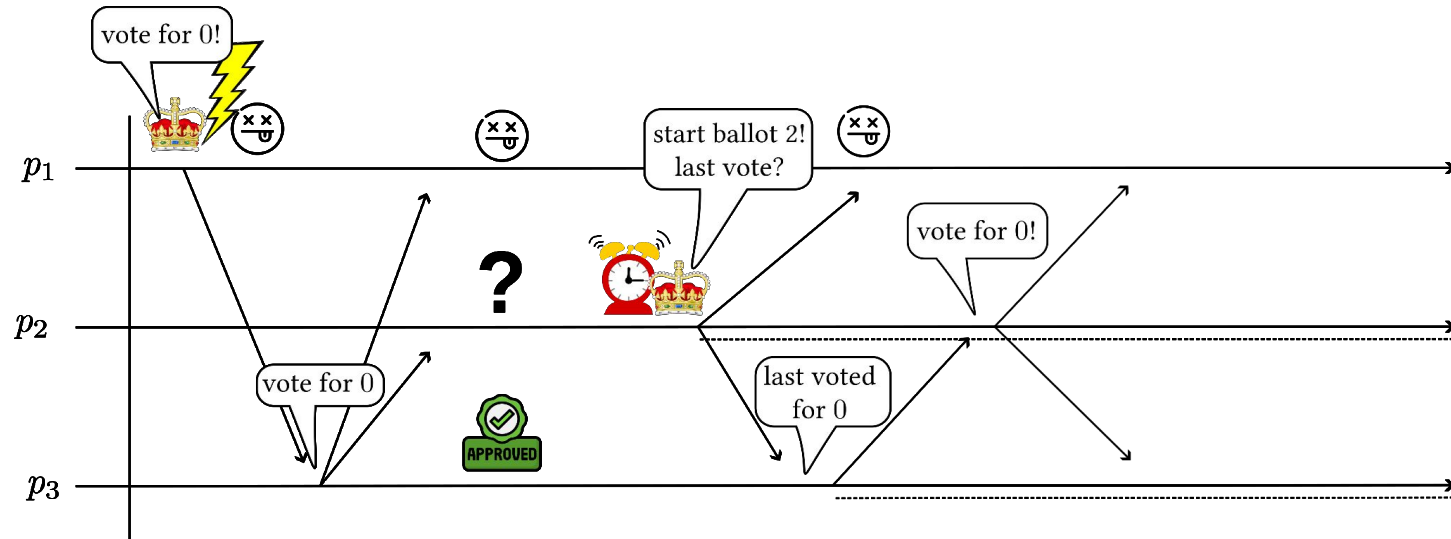 vote for 0!
p1
start ballot 2!
last vote?
vote for 0!
?
p2
vote for 0
last voted
for 0
APPROVED
p3